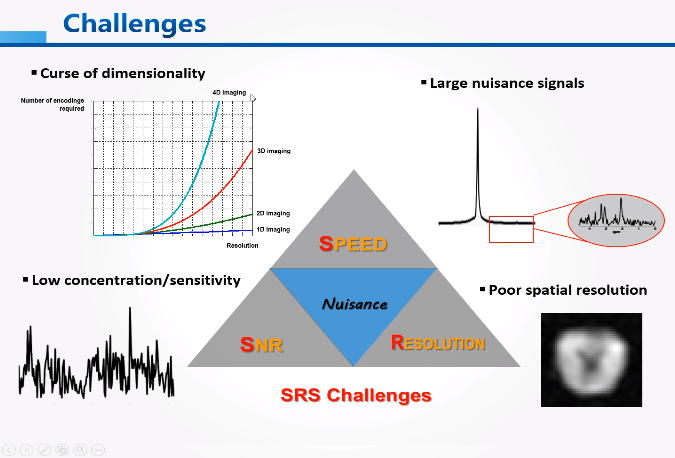 Challenges
▪ Curse of dimensionality
Number of encodings
required
4D imaging
3D imaging
2D imaging
1D imaging
Resolution
▪ Large nuisance signals
ppm
SPEED
Nuisance
SNR
RESOLUTION
SRS Challenges
▪ Low concentration/sensitivity
▪ Poor spatial resolution